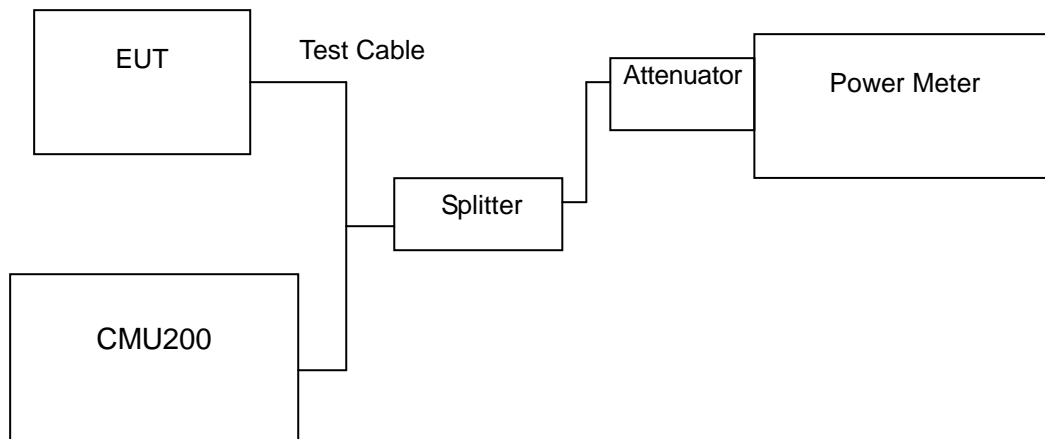 EUT
Test Cable
Attenuator
Power Meter
Splitter
CMU200